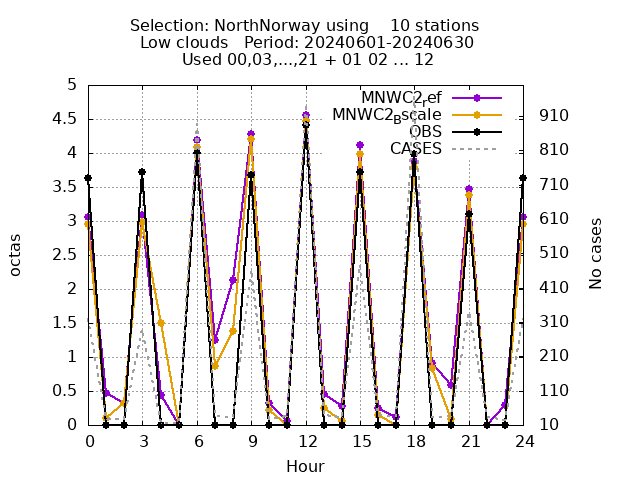 Selection: NorthNorway using    10 stations
Low clouds   Period: 20240601-20240630
Used 00,03,...,21 + 01 02 ... 12
MNWC2_ref
MNWC2_Bscale
OBS
CASES
octas
5
4.5
4
3.5
3
2.5
2
1.5
1
0.5
0
No cases
910
810
710
610
510
410
310
210
110
10
0 3 6 9 12 15 18 21 24
Hour